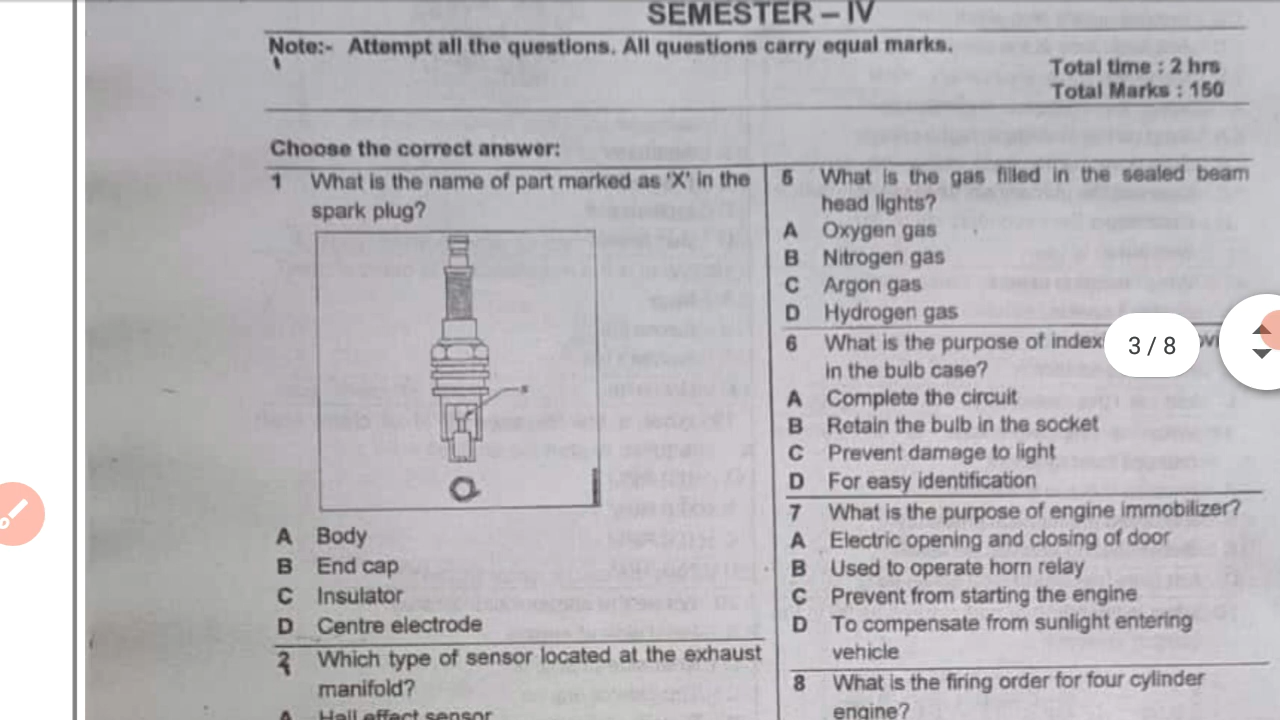 SEMESTER – IV
Note:- Attempt all the questions. All questions carry equal marks.
Total time : 2 hrs
Total Marks : 150
Choose the correct answer:
1 What is the name of part marked as 'X' in the
spark plug?
A Body
B End cap
C Insulator
D Centre electrode
2 Which type of sensor located at the exhaust
manifold?
A Hall effect sensor
5 What is the gas filled in the sealed beam
head lights?
A Oxygen gas
B Nitrogen gas
C Argon gas
D Hydrogen gas
6 What is the purpose of index
in the bulb case?
A Complete the circuit
B Retain the bulb in the socket
C Prevent damage to light
D For easy identification
7 What is the purpose of engine immobilizer?
A Electric opening and closing of door
B Used to operate horn relay
C Prevent from starting the engine
D To compensate from sunlight entering
vehicle
8 What is the firing order for four cylinder
engine?
3 / 8